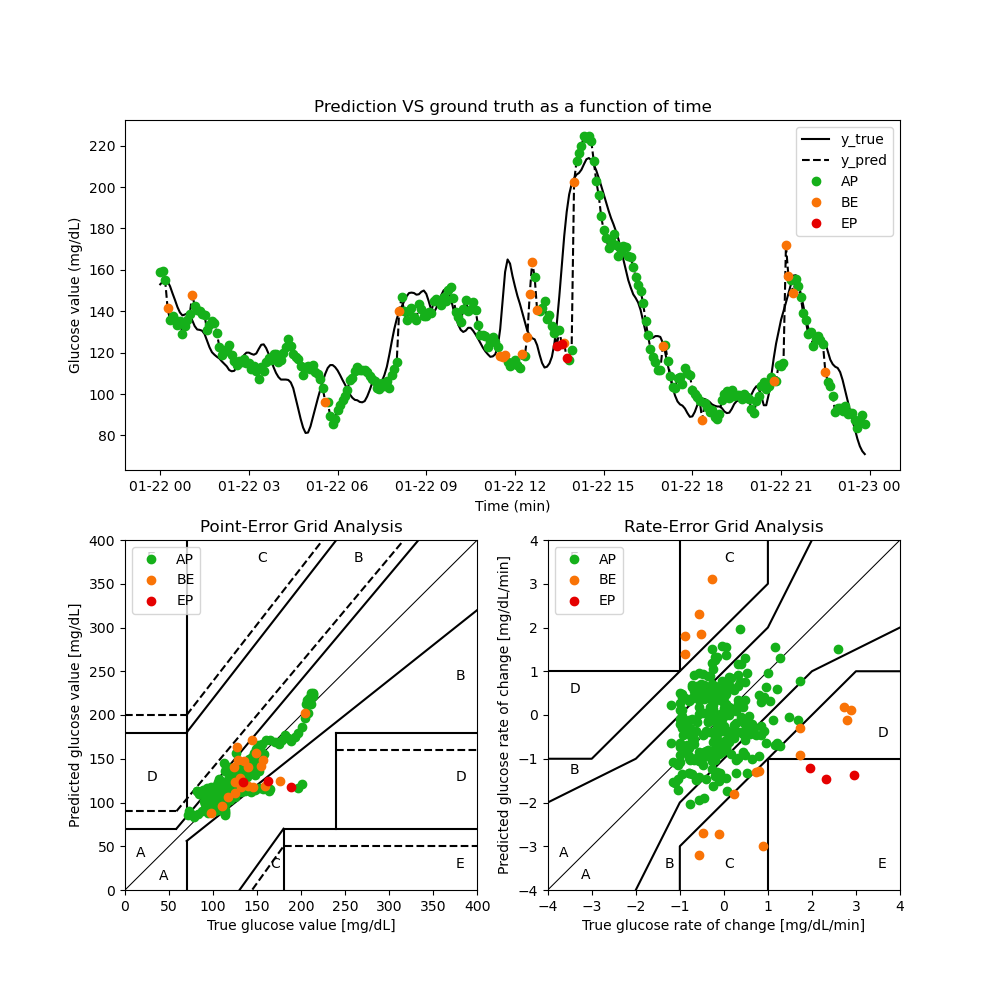 Prediction VS ground truth as a function of time
Glucose value (mg/dL)
220
200
180
160
140
120
100
80
y_true
y_pred
AP
BE
EP
01-22 00 01-22 03 01-22 06 01-22 09 01-22 12 01-22 15 01-22 18 01-22 21 01-23 00
Time (min)
Point-Error Grid Analysis
Predicted glucose value [mg/dL]
400
350
300
250
200
150
100
50
0
AP
BE
EP
C B
B
D D
A
A C E
0 50 100 150 200 250 300 350 400
True glucose value [mg/dL]
Rate-Error Grid Analysis
Predicted glucose rate of change [mg/dL/min]
4
3
2
1
0
−1
−2
−3
−4
AP
BE
EP
C
D
D
B
A
A B C E
−4 −3 −2 −1 0 1 2 3 4
True glucose rate of change [mg/dL/min]